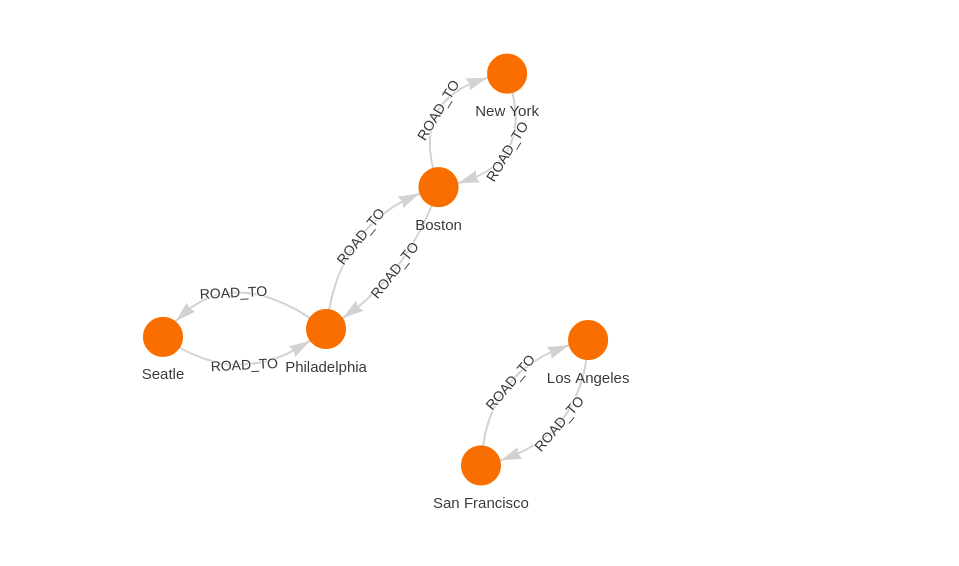 ROAD_TO
New York
ROAD_TO
Boston
ROAD_TO
ROAD_TO
ROAD_TO
ROAD_TO
Philadelphia
Seatle
ROAD_TO
Los Angeles
ROAD_TO
San Francisco